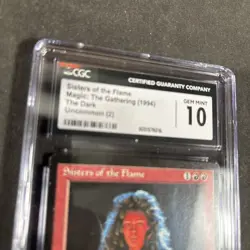 CGC
CERTIFIED GUARANTY COMPANY
Sisters of the Flame
Magic: The Gathering (1994)
The Dark
Uncommon (2)
GEM MINT
10
Sisters of the Flame